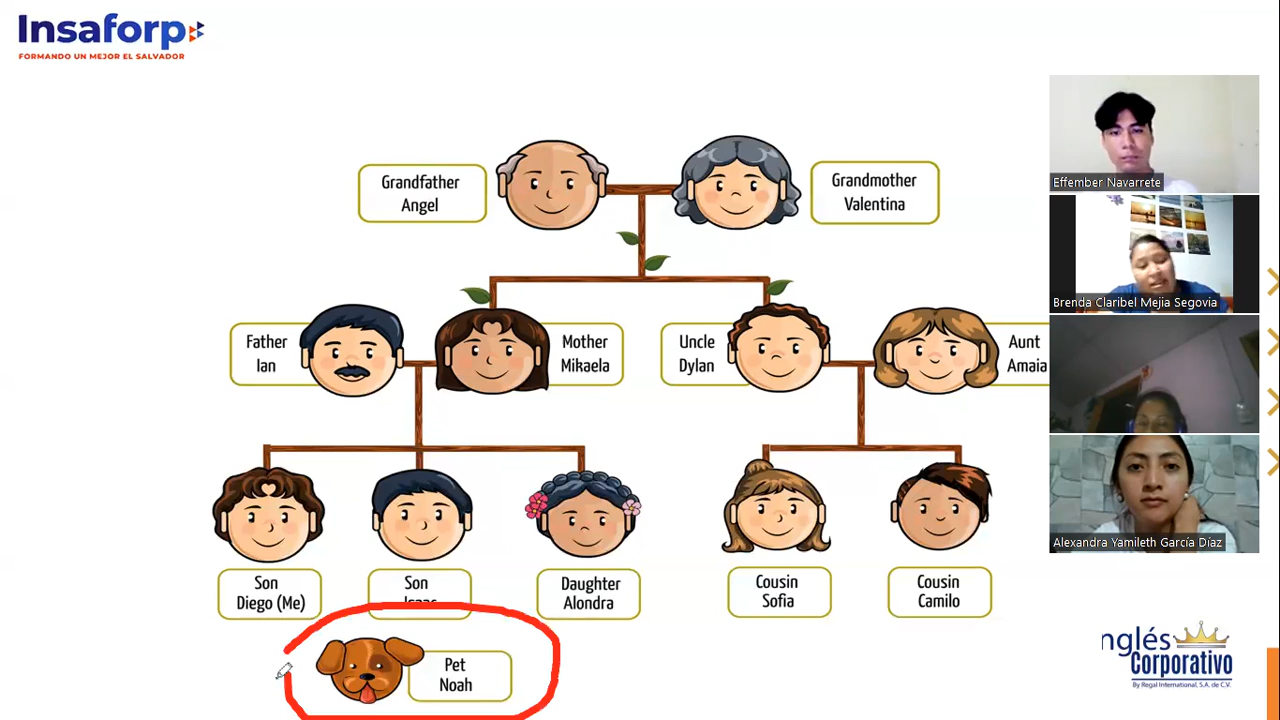 Insaforp
FORMANDO UN MEJOR EL SALVADOR
Grandfather
Angel
Grandmother
Valentina
Father
Ian
Mother
Mikaela
Uncle
Dylan
Aunt
Amaia
Son
Diego (Me)
Son
Isaac
Daughter
Alondra
Cousin
Sofia
Cousin
Camilo
Pet
Noah
Effember Navarrete
Brenda Claribel Mejia Segovia
Alexandra Yamileth García Díaz
nglés
Corporativo
By Regal International, S.A. de C.V.